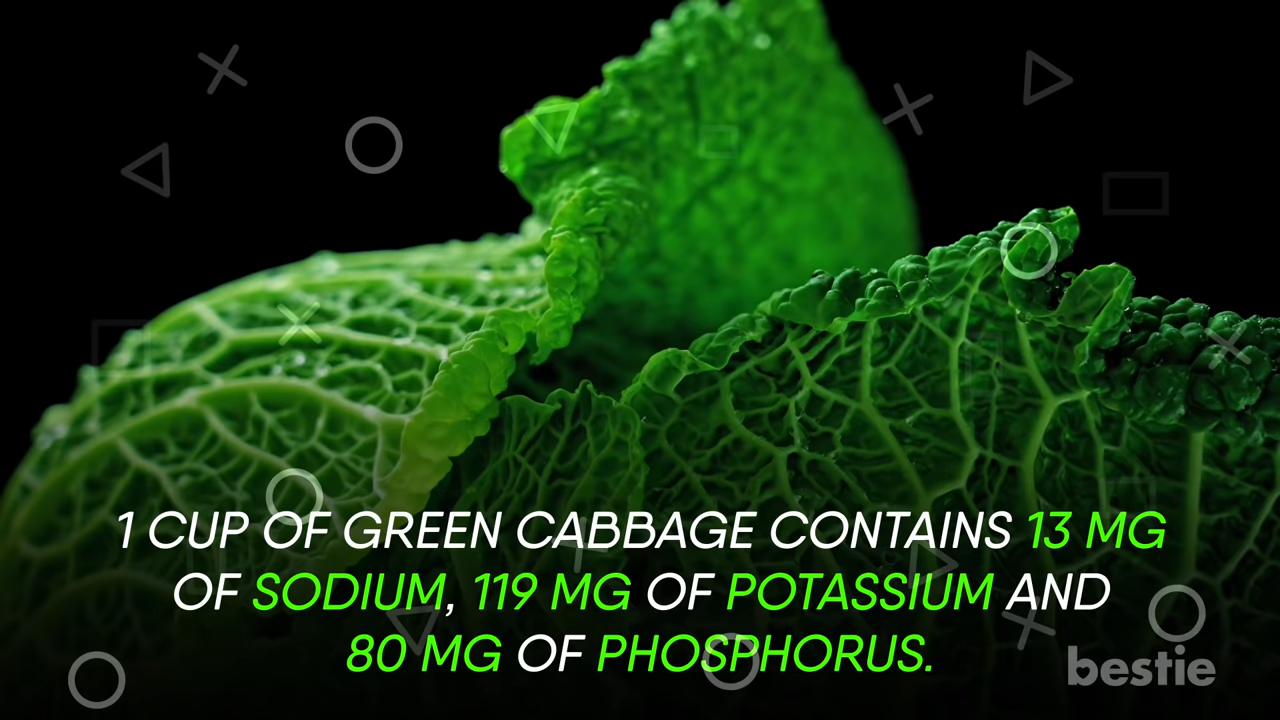 1 CUP OF GREEN CABBAGE CONTAINS 13 MG
OF SODIUM, 119 MG OF POTASSIUM AND
80 MG OF PHOSPHORUS.
bestie